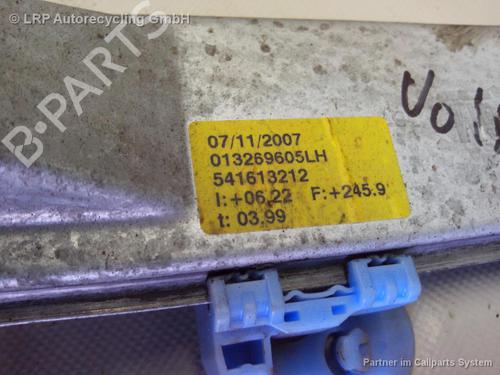 © LRP Autorecycling GmbH
B-PARTS
07/11/2007
013269605LH
541613212
I:+06.22 F:+245.9
t: 03.99
Partner im Callparts System